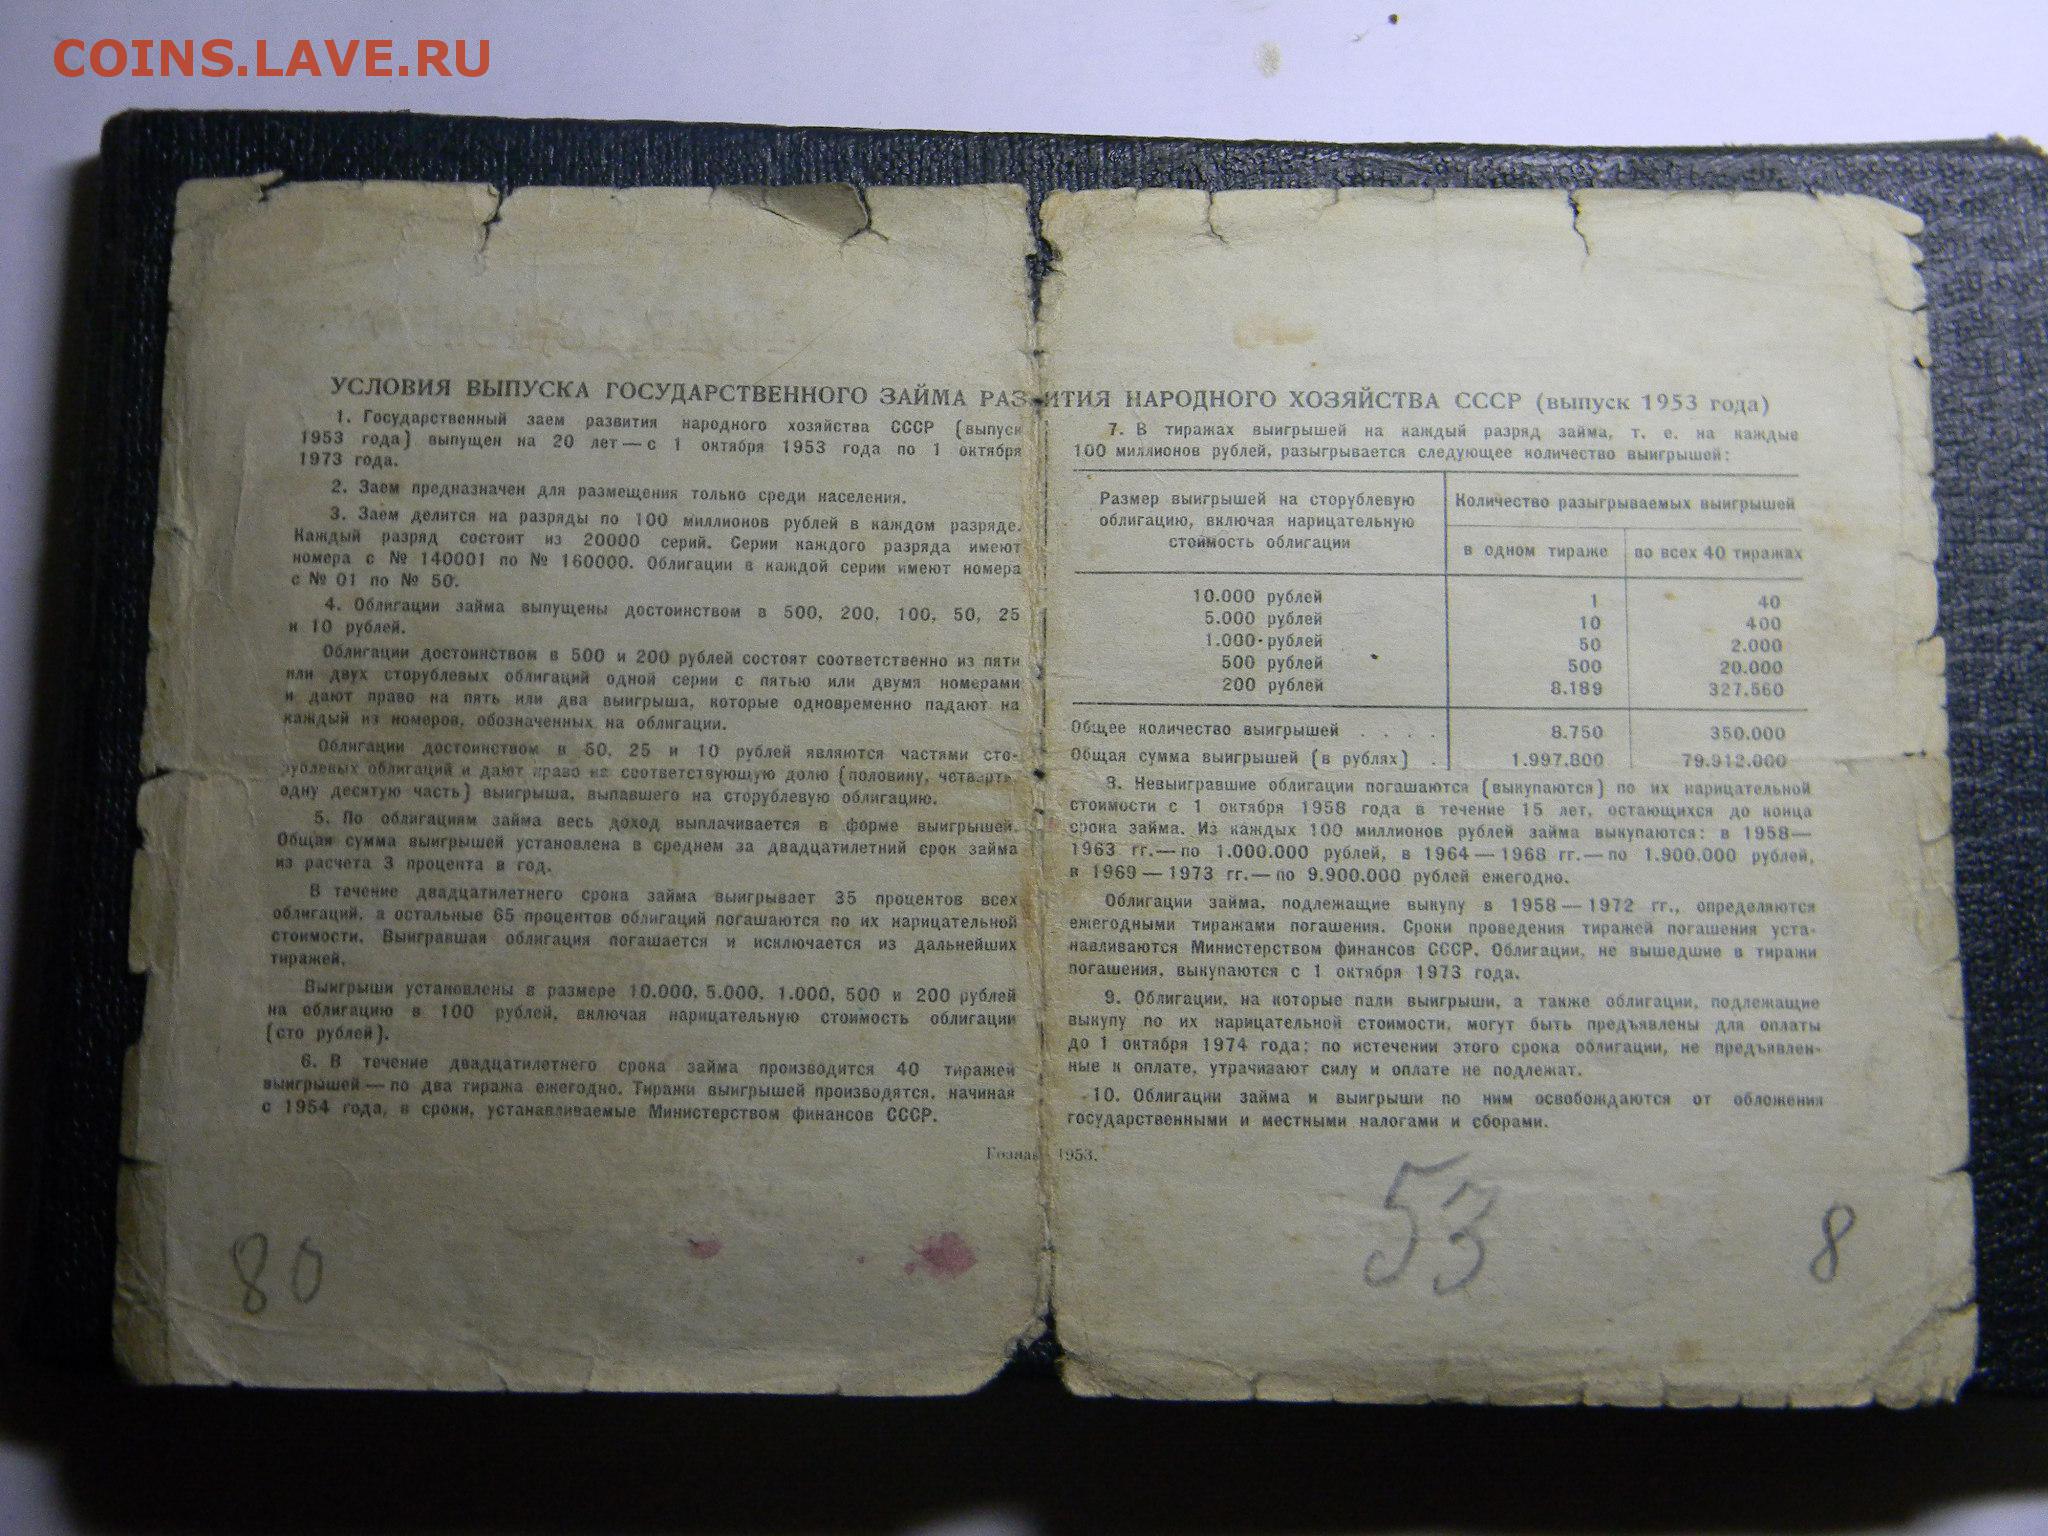 COINS.LAVE.RU
УСЛОВИЯ ВЫПУСКА ГОСУДАРСТВЕННОГО ЗАЙМА РАЗВИТИЯ НАРОДНОГО ХОЗЯЙСТВА СССР (выпуск 1953 года)
1. Государственный заем развития народного хозяйства СССР (выпуск
1953 года) выпущен на 20 лет — с 1 октября 1953 года по 1 октября
1973 года.
2. Заем предназначен для размещения только среди населения.
3. Заем делится на разряды по 100 миллионов рублей в каждом разряде.
Каждый разряд состоит из 20000 серий. Серии каждого разряда имеют
номера с № 140001 по № 160000. Облигации в каждой серии имеют номера
с № 01 по № 50.
4. Облигации займа выпущены достоинством в 500, 200, 100, 50, 25
и 10 рублей.
Облигации достоинством в 500 и 200 рублей состоят соответственно из пяти
или двух сторублевых облигаций одной серии с пятью или двумя номерами
и дают право на пять или два выигрыша, которые одновременно падают на
каждый из номеров, обозначенных на облигации.
Облигации достоинством в 50, 25 и 10 рублей являются частями сто-
рублевых облигаций и дают право на соответствующую долю (половину, четверть,
одну десятую часть) выигрыша, выпавшего на сторублевую облигацию.
5. По облигациям займа весь доход выплачивается в форме выигрышей.
Общая сумма выигрышей установлена в среднем за двадцатилетний срок займа
из расчета 3 процента в год.
В течение двадцатилетнего срока займа выигрывает 35 процентов всех
облигаций, а остальные 65 процентов облигаций погашаются по их нарицательной
стоимости. Выигравшая облигация погашается и исключается из дальнейших
тиражей.
Выигрыши установлены в размере 10.000, 5.000, 1.000, 500 и 200 рублей
на облигацию в 100 рублей, включая нарицательную стоимость облигации
(сто рублей).
6. В течение двадцатилетнего срока займа производится 40 тиражей
выигрышей — по два тиража ежегодно. Тиражи выигрышей производятся, начиная
с 1954 года, в сроки, устанавливаемые Министерством финансов СССР.
7. В тиражах выигрышей на каждый разряд займа, т. е. на каждые
100 миллионов рублей, разыгрывается следующее количество выигрышей:
Размер выигрышей на сторублевую
облигацию, включая нарицательную
стоимость облигации
Количество разыгрываемых выигрышей
в одном тираже во всех 40 тиражах
10.000 рублей 1 40
5.000 рублей 10 400
1.000 рублей 50 2.000
500 рублей 500 20.000
200 рублей 8.189 327.560
Общее количество выигрышей . . . . 8.750 350.000
Общая сумма выигрышей (в рублях) . 1.997.800 79.912.000
8. Невыигравшие облигации погашаются (выкупаются) по их нарицательной
стоимости с 1 октября 1958 года в течение 15 лет, остающихся до конца
срока займа. Из каждых 100 миллионов рублей займа выкупаются: в 1958—
1963 гг.— по 1.000.000 рублей, в 1964 — 1968 гг.— по 1.900.000 рублей,
в 1969 — 1973 гг.— по 9.900.000 рублей ежегодно.
Облигации займа, подлежащие выкупу в 1958 — 1972 гг., определяются
ежегодными тиражами погашения. Сроки проведения тиражей погашения уста-
навливаются Министерством финансов СССР. Облигации, не вышедшие в тиражи
погашения, выкупаются с 1 октября 1973 года.
9. Облигации, на которые пали выигрыши, а также облигации, подлежащие
выкупу по их нарицательной стоимости, могут быть предъявлены для оплаты
до 1 октября 1974 года; по истечении этого срока облигации, не предъявлен-
ные к оплате, утрачивают силу и оплате не подлежат.
10. Облигации займа и выигрыши по ним освобождаются от обложения
государственными и местными налогами и сборами.
Гознак 1953.
80
53
8